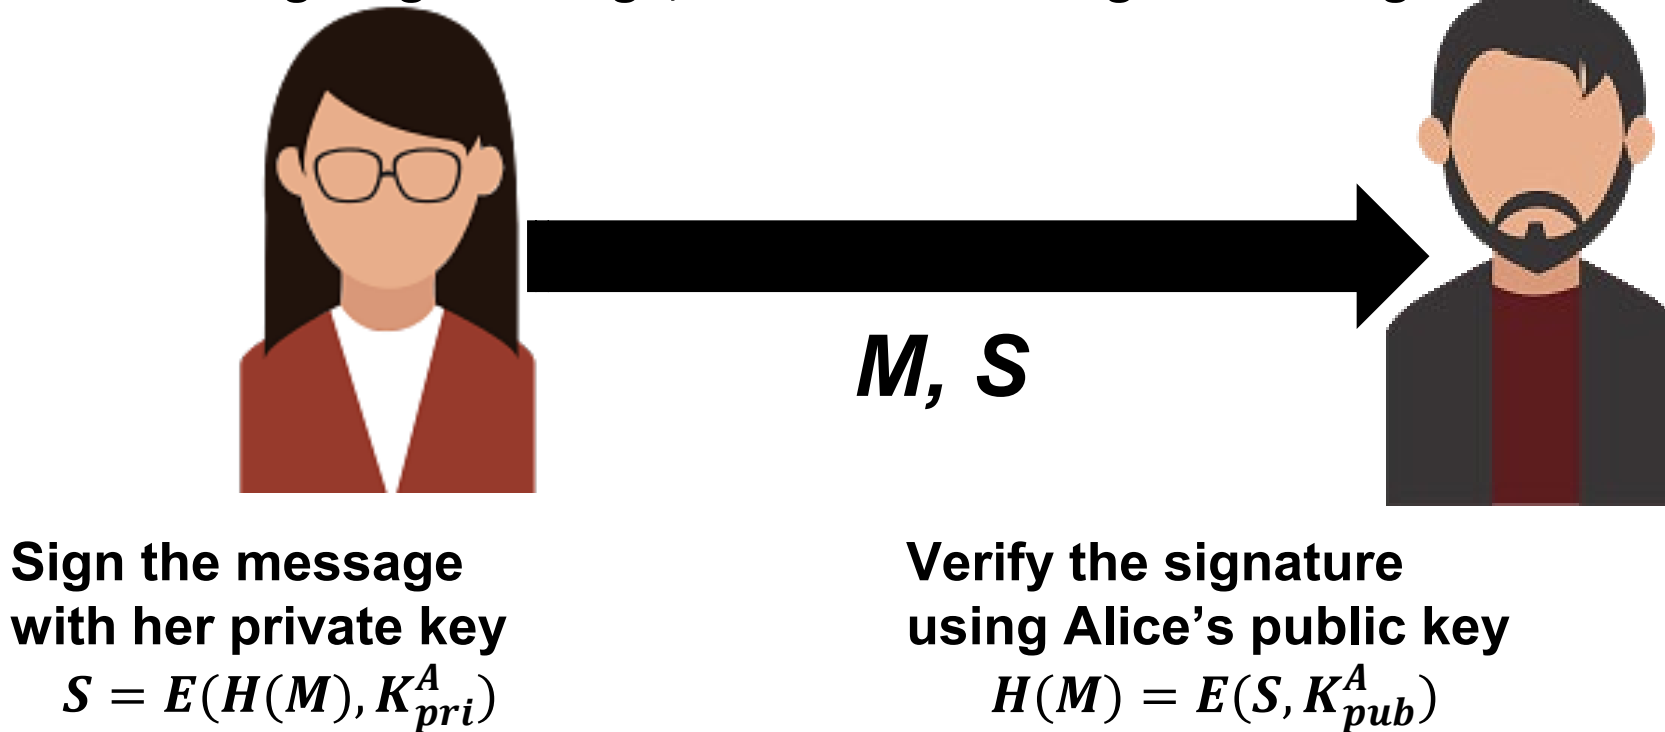 M, S
Sign the message
with her private key
S = E(H(M), K^A_pri)
Verify the signature
using Alice’s public key
H(M) = E(S, K^A_pub)